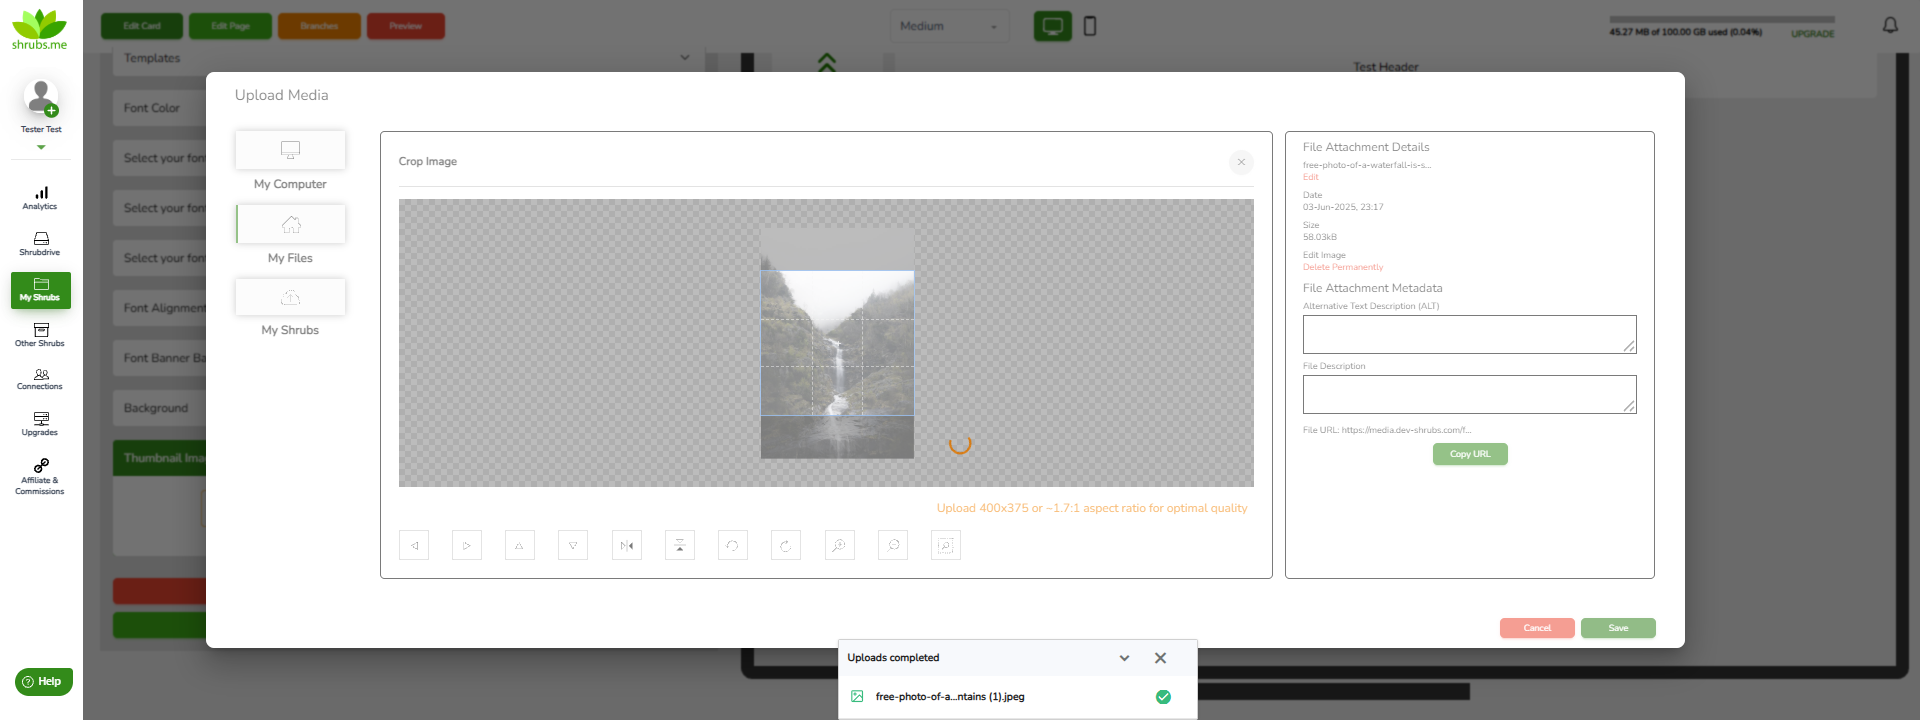 shrubs.me
Tester Test
Analytics
Shrubdrive
My Shrubs
Other Shrubs
Connections
Upgrades
Affiliate &
Commissions
Help
Edit Card
Edit Page
Branches
Preview
Medium
45.27 MB of 100.00 GB used (0.04%)
UPGRADE
Templates
Font Color
Select your fon
Select your fon
Select your fon
Font Alignment
Font Banner Ba
Background
Thumbnail Ima
Test Header
Upload Media
My Computer
My Files
My Shrubs
Crop Image
Upload 400x375 or ~1.7:1 aspect ratio for optimal quality
File Attachment Details
free-photo-of-a-waterfall-is-s...
Edit
Date
03-Jun-2025, 23:17
Size
58.03kB
Edit Image
Delete Permanently
File Attachment Metadata
Alternative Text Description (ALT)
File Description
File URL: https://media.dev-shrubs.com/f...
Copy URL
Cancel
Save
Uploads completed
free-photo-of-a...ntains (1).jpeg